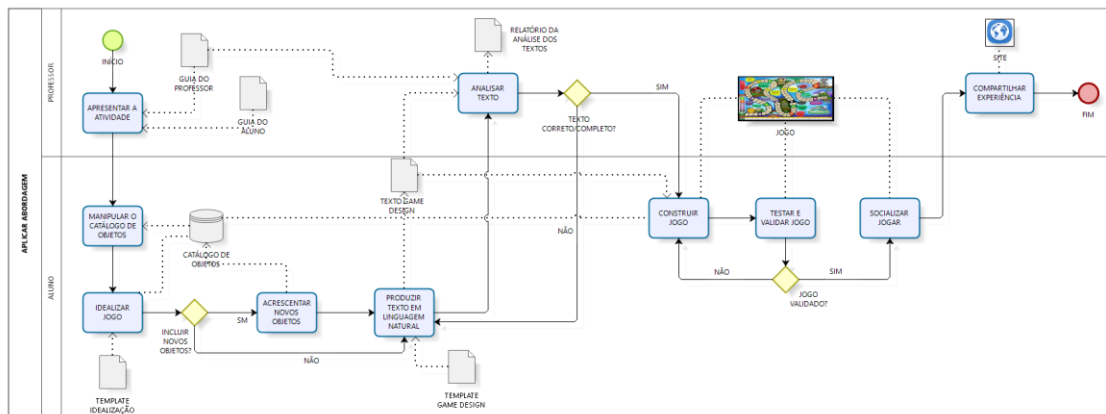 APLICAR ABORDAGEM
PROFESSOR
INÍCIO
APRESENTAR A
ATIVIDADE
GUIA DO
PROFESSOR
GUIA DO
ALUNO
RELATÓRIO DA
ANÁLISE DOS
TEXTOS
ANALISAR
TEXTO
TEXTO
CORRETO/COMPLETO?
SIM
NÃO
JOGO
SITE
COMPARTILHAR
EXPERIÊNCIA
FIM
ALUNO
MANIPULAR O
CATÁLOGO DE
OBJETOS
CATÁLOGO DE
OBJETOS
IDEALIZAR
JOGO
TEMPLATE
IDEALIZAÇÃO
INCLUIR
NOVOS
OBJETOS?
SM
NÃO
ACRESCENTAR
NOVOS
OBJETOS
TEXTO GAME
DESIGN
PRODUZIR
TEXTO EM
LINGUAGEM
NATURAL
TEMPLATE
GAME DESIGN
CONSTRUIR
JOGO
TESTAR E
VALIDAR JOGO
SOCIALIZAR
JOGAR
NÃO
SIM
JOGO
VALIDADO?